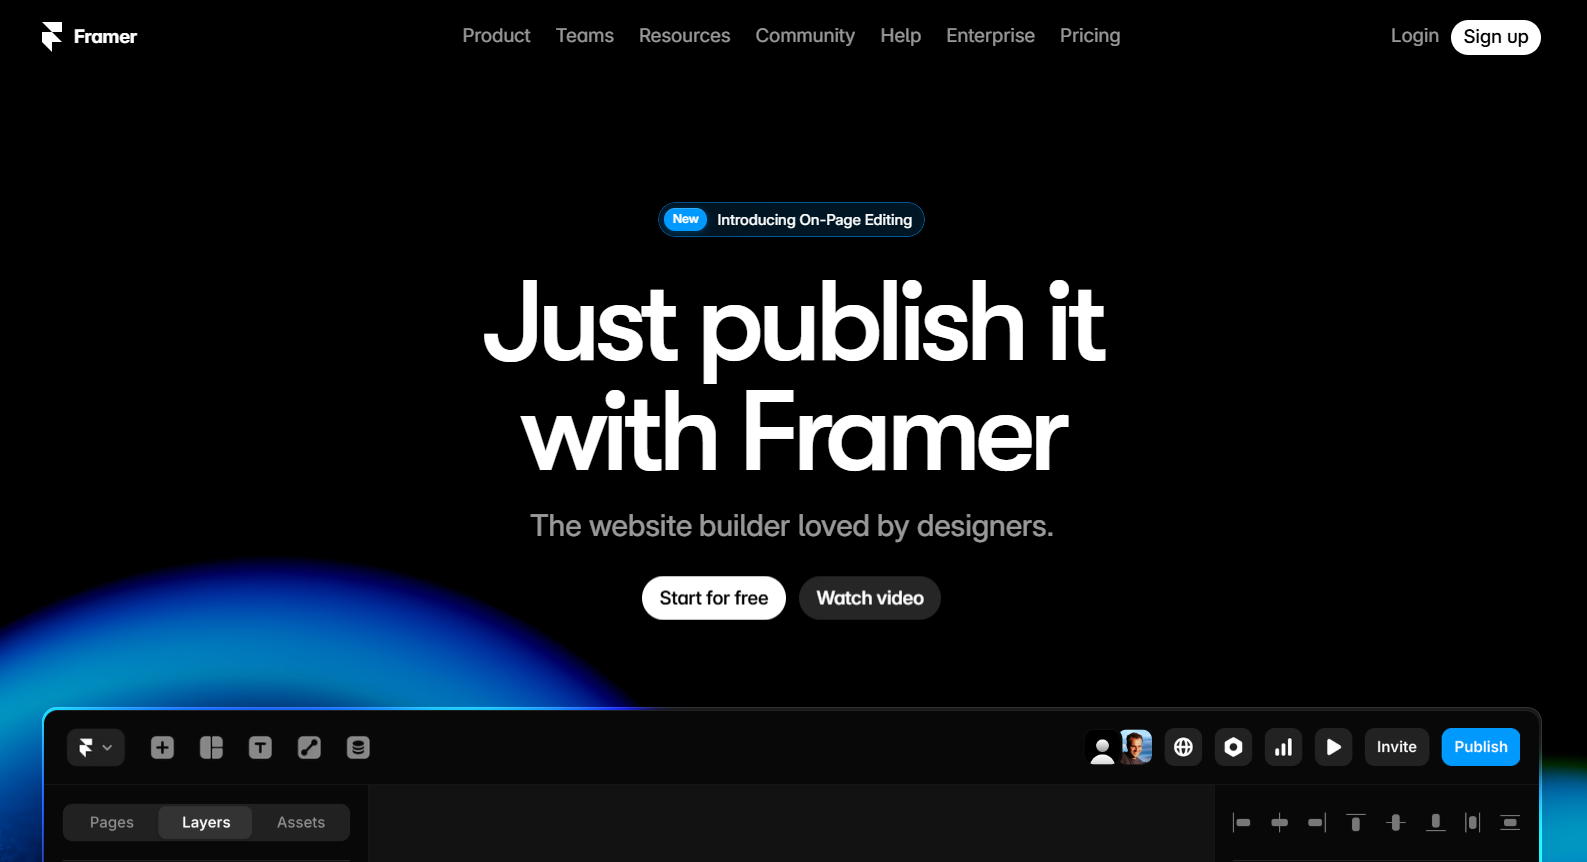 Framer
Product Teams Resources Community Help Enterprise Pricing
Login Sign up
New Introducing On-Page Editing
Just publish it
with Framer
The website builder loved by designers.
Start for free Watch video
T
Invite Publish
Pages Layers Assets